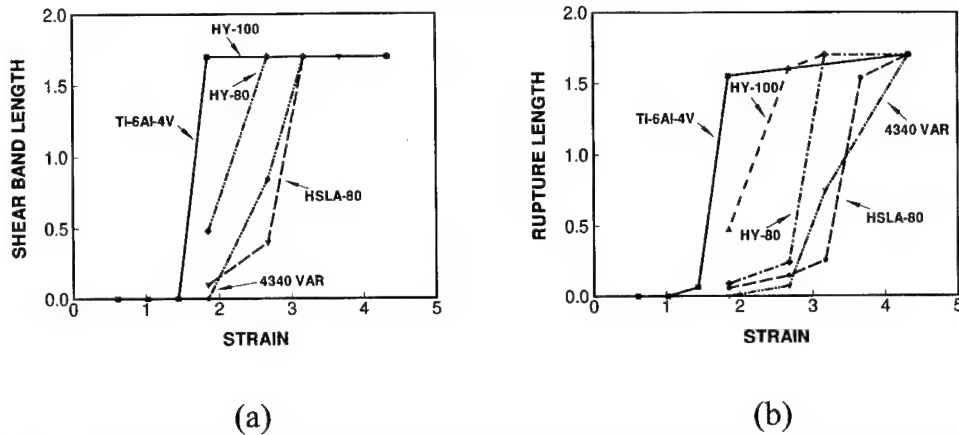 2.0
1.5
1.0
0.5
0.0
0
1
2
3
4
5
SHEAR BAND LENGTH
STRAIN
HY-100
HY-80
Ti-6Al-4V
HSLA-80
4340 VAR
(a)
2.0
1.5
1.0
0.5
0.0
0
1
2
3
4
5
RUPTURE LENGTH
STRAIN
HY-100
Ti-6Al-4V
4340 VAR
HSLA-80
HY-80
(b)